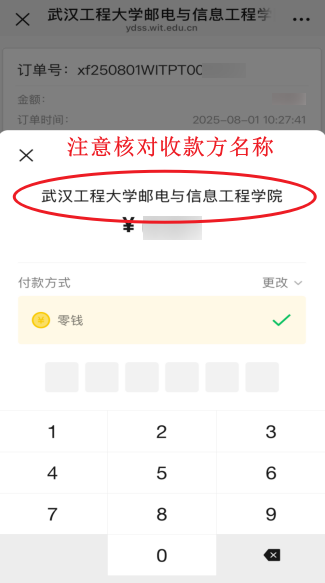 武汉工程大学邮电与信息工程学
ydss.wit.edu.cn
订单号：xf250801WITPT00
金额：
订单时间： 2025-08-01 10:27:41
注意核对收款方名称
武汉工程大学邮电与信息工程学院
¥
付款方式 更改
零钱
1 2 3
4 5 6
7 8 9
0